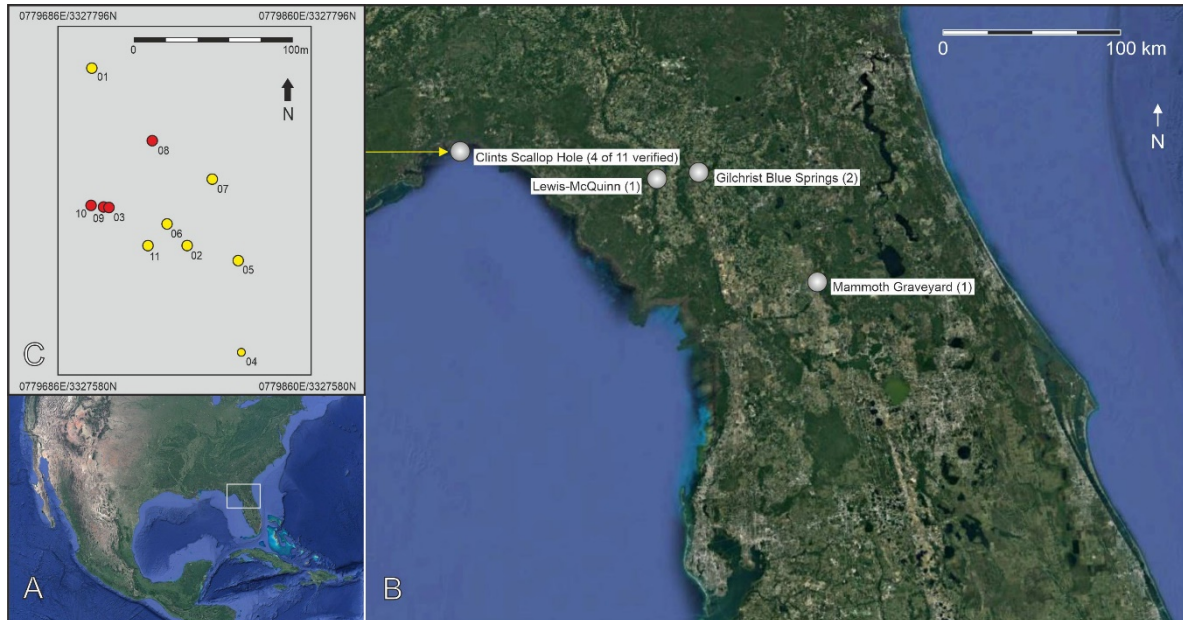 0779686E/3327796N
0779860E/3327796N
0
100m
01
N
08
07
10
09
03
06
11
02
05
04
C
0779686E/3327580N
0779860E/3327580N
A
0
100 km
N
Clints Scallop Hole (4 of 11 verified)
Lewis-McQuinn (1)
Gilchrist Blue Springs (2)
Mammoth Graveyard (1)
B